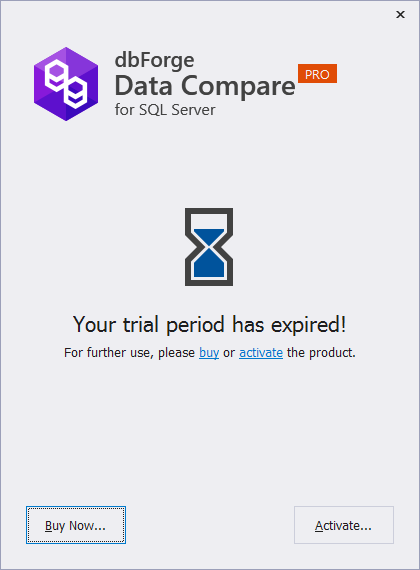 dbForge
Data Compare PRO
for SQL Server
Your trial period has expired!
For further use, please buy or activate the product.
Buy Now... Activate...